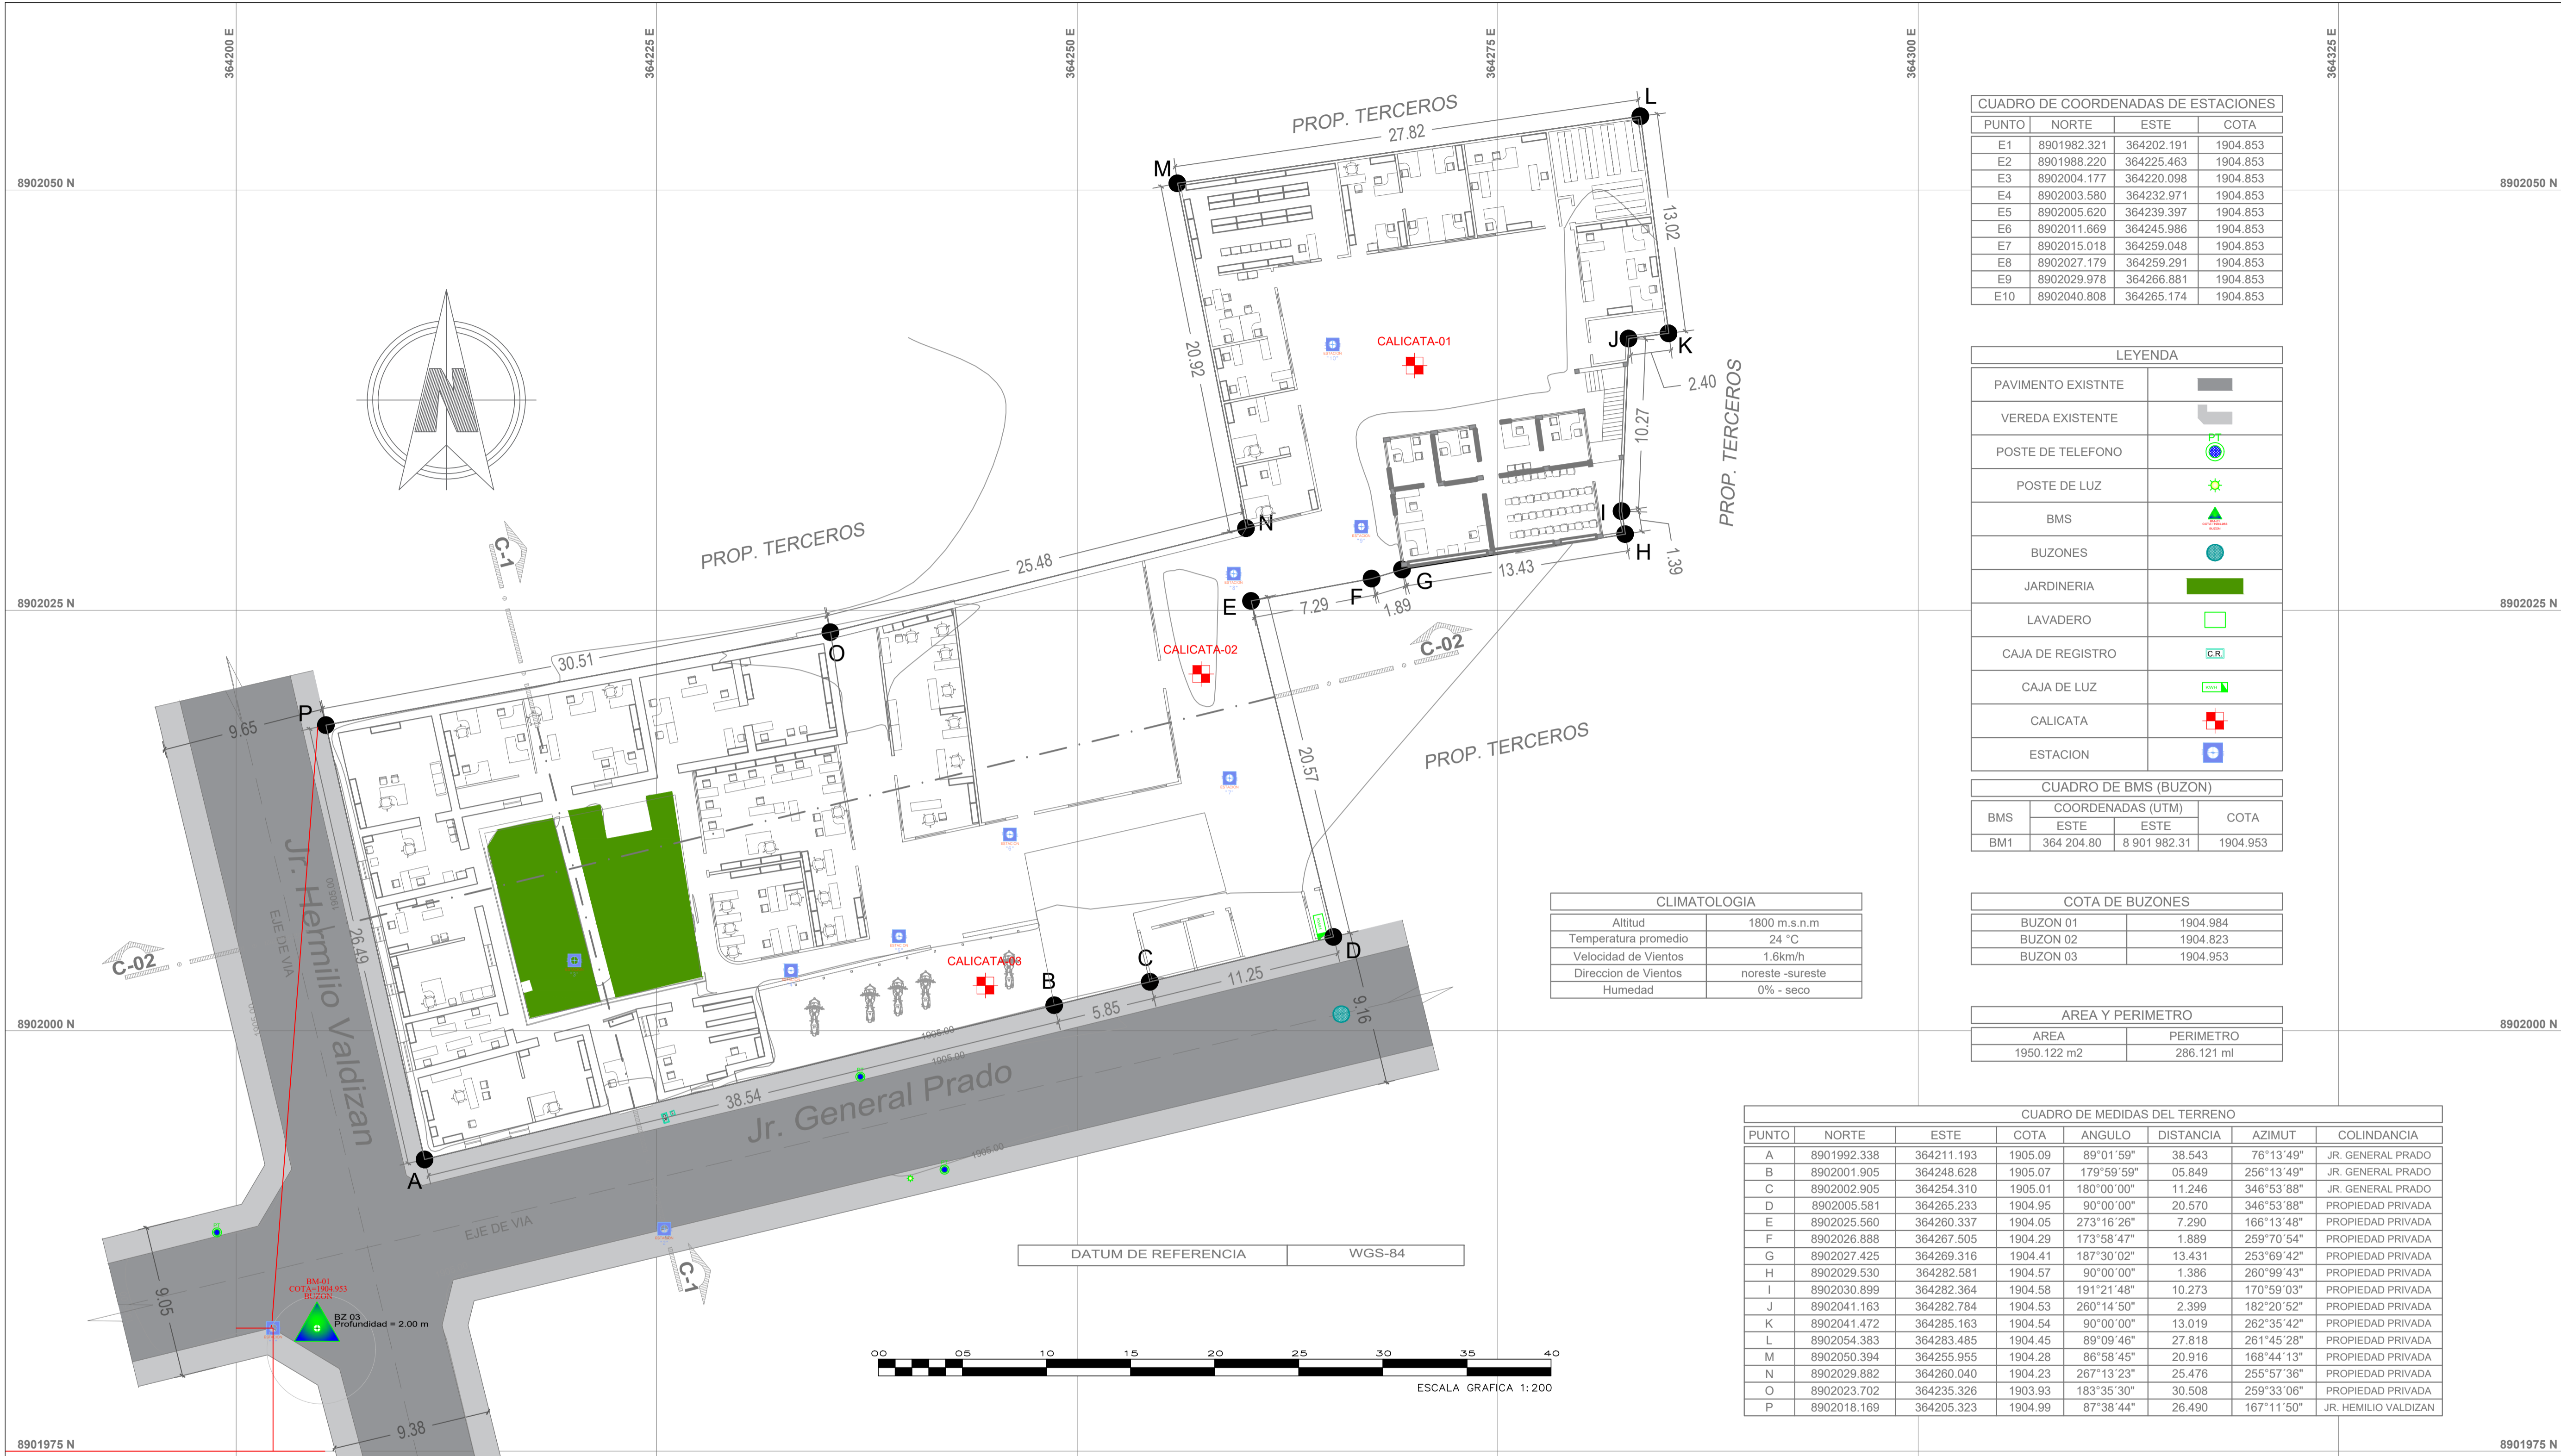 364200 E
364225 E
364250 E
364275 E
364300 E
364325 E
8902050 N
8902050 N
8902025 N
8902025 N
8902000 N
8902000 N
8901975 N
8901975 N
PROP. TERCEROS
27.82
L
M
13.02
20.92
CALICATA-01
J
K
2.40
10.27
PROP. TERCEROS
I
H
1.39
13.43
G
F
1.89
7.29
E
N
25.48
PROP. TERCEROS
N
C-1
O
30.51
P
9.65
CALICATA-02
C-02
PROP. TERCEROS
20.57
Jr. Hermilio Valdizan
EJE DE VIA
1905.00
1905.00
26.49
C-02
CALICATA-03
B
C
D
5.85
11.25
9.16
1905.00
1905.00
38.54
Jr. General Prado
1905.00
A
EJE DE VIA
C-1
9.05
BM-01
COTA=1904.953
BUZON
BZ 03
Profundidad = 2.00 m
9.38
DATUM DE REFERENCIA WGS-84
00 05 10 15 20 25 30 35 40
ESCALA GRAFICA 1:200
CUADRO DE COORDENADAS DE ESTACIONES
PUNTO NORTE ESTE COTA
E1 8901982.321 364202.191 1904.853
E2 8901988.220 364225.463 1904.853
E3 8902004.177 364220.098 1904.853
E4 8902003.580 364232.971 1904.853
E5 8902005.620 364239.397 1904.853
E6 8902011.669 364245.986 1904.853
E7 8902015.018 364259.048 1904.853
E8 8902027.179 364259.291 1904.853
E9 8902029.978 364266.881 1904.853
E10 8902040.808 364265.174 1904.853
LEYENDA
PAVIMENTO EXISTNTE
VEREDA EXISTENTE
POSTE DE TELEFONO PT
POSTE DE LUZ
BMS
BUZONES
JARDINERIA
LAVADERO
CAJA DE REGISTRO C.R.
CAJA DE LUZ
CALICATA
ESTACION
CUADRO DE BMS (BUZON)
BMS COORDENADAS (UTM) COTA
ESTE ESTE
BM1 364 204.80 8 901 982.31 1904.953
CLIMATOLOGIA
Altitud 1800 m.s.n.m
Temperatura promedio 24 °C
Velocidad de Vientos 1.6km/h
Direccion de Vientos noreste -sureste
Humedad 0% - seco
COTA DE BUZONES
BUZON 01 1904.984
BUZON 02 1904.823
BUZON 03 1904.953
AREA Y PERIMETRO
AREA PERIMETRO
1950.122 m2 286.121 ml
CUADRO DE MEDIDAS DEL TERRENO
PUNTO NORTE ESTE COTA ANGULO DISTANCIA AZIMUT COLINDANCIA
A 8901992.338 364211.193 1905.09 89°01´59" 38.543 76°13´49" JR. GENERAL PRADO
B 8902001.905 364248.628 1905.07 179°59´59" 05.849 256°13´49" JR. GENERAL PRADO
C 8902002.905 364254.310 1905.01 180°00´00" 11.246 346°53´88" JR. GENERAL PRADO
D 8902005.581 364265.233 1904.95 90°00´00" 20.570 346°53´88" PROPIEDAD PRIVADA
E 8902025.560 364260.337 1904.05 273°16´26" 7.290 166°13´48" PROPIEDAD PRIVADA
F 8902026.888 364267.505 1904.29 173°58´47" 1.889 259°70´54" PROPIEDAD PRIVADA
G 8902027.425 364269.316 1904.41 187°30´02" 13.431 253°69´42" PROPIEDAD PRIVADA
H 8902029.530 364282.581 1904.57 90°00´00" 1.386 260°99´43" PROPIEDAD PRIVADA
I 8902030.899 364282.364 1904.58 191°21´48" 10.273 170°59´03" PROPIEDAD PRIVADA
J 8902041.163 364282.784 1904.53 260°14´50" 2.399 182°20´52" PROPIEDAD PRIVADA
K 8902041.472 364285.163 1904.54 90°00´00" 13.019 262°35´42" PROPIEDAD PRIVADA
L 8902054.383 364283.485 1904.45 89°09´46" 27.818 261°45´28" PROPIEDAD PRIVADA
M 8902050.394 364255.955 1904.28 86°58´45" 20.916 168°44´13" PROPIEDAD PRIVADA
N 8902029.882 364260.040 1904.23 267°13´23" 25.476 255°57´36" PROPIEDAD PRIVADA
O 8902023.702 364235.326 1903.93 183°35´30" 30.508 259°33´06" PROPIEDAD PRIVADA
P 8902018.169 364205.323 1904.99 87°38´44" 26.490 167°11´50" JR. HEMILIO VALDIZAN